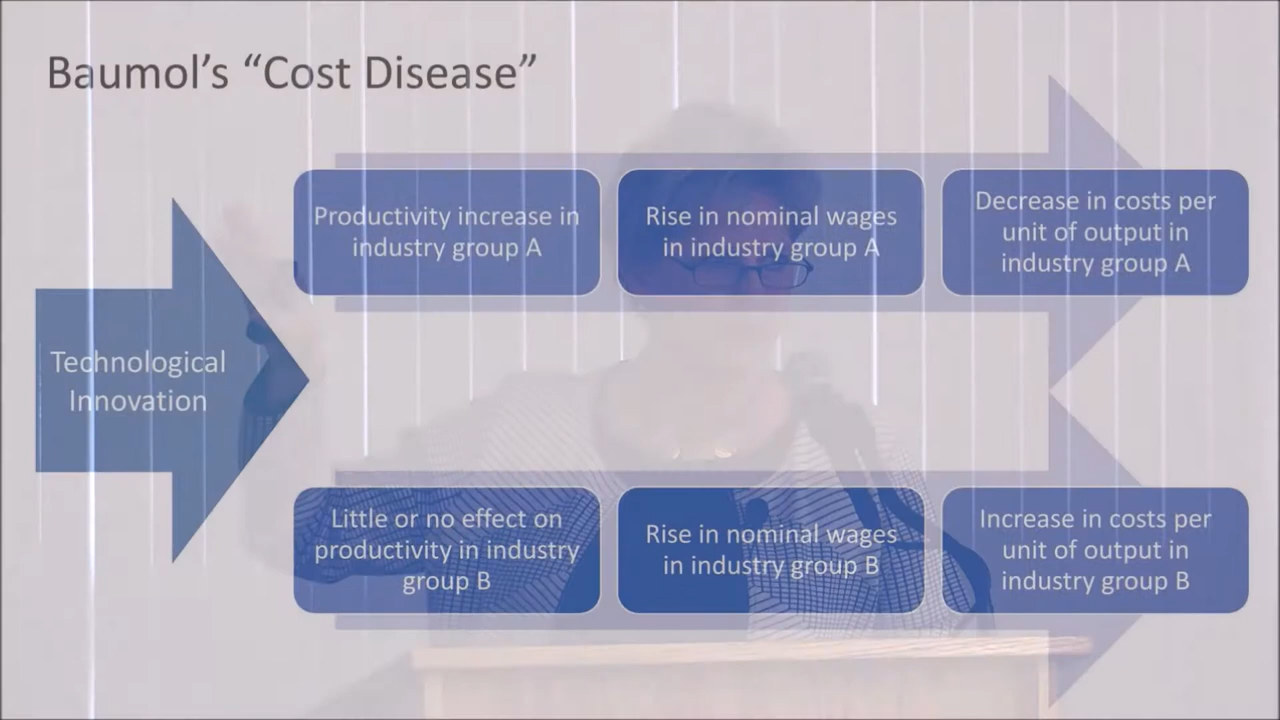 Baumol’s “Cost Disease”
Technological
Innovation
Productivity increase in
industry group A
Rise in nominal wages
in industry group A
Decrease in costs per
unit of output in
industry group A
Little or no effect on
productivity in industry
group B
Rise in nominal wages
in industry group B
Increase in costs per
unit of output in
industry group B